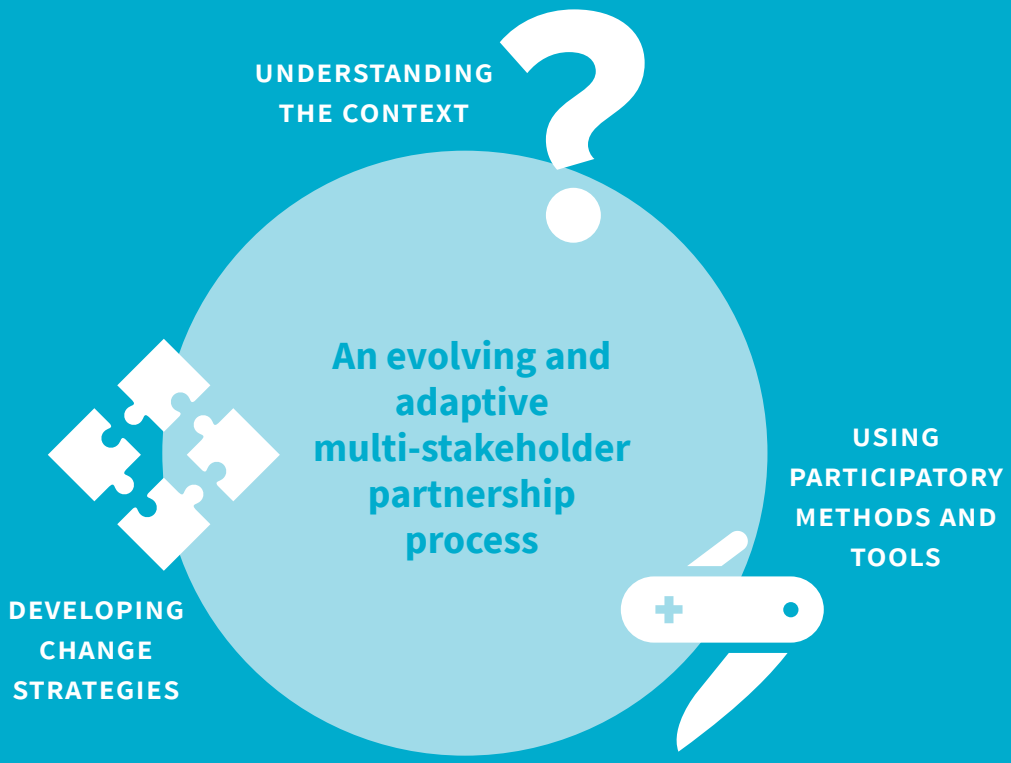 UNDERSTANDING
THE CONTEXT
An evolving and
adaptive
multi-stakeholder
partnership
process
USING
PARTICIPATORY
METHODS AND
TOOLS
DEVELOPING
CHANGE
STRATEGIES